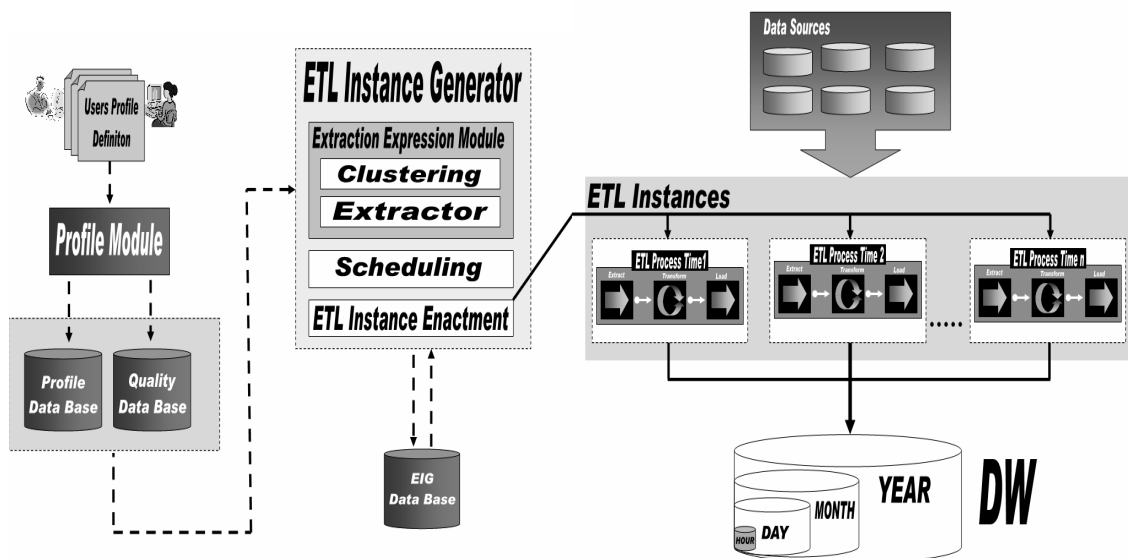 Users Profile
Definiton
Profile Module
Profile
Data Base
Quality
Data Base
ETL Instance Generator
Extraction Expression Module
Clustering
Extractor
Scheduling
ETL Instance Enactment
EIG
Data Base
Data Sources
ETL Instances
ETL Process Time1
Extract
Transform
Load
ETL Process Time 2
Extract
Transform
Load
.....
ETL Process Time n
Extract
Transform
Load
HOUR
DAY
MONTH
YEAR
DW